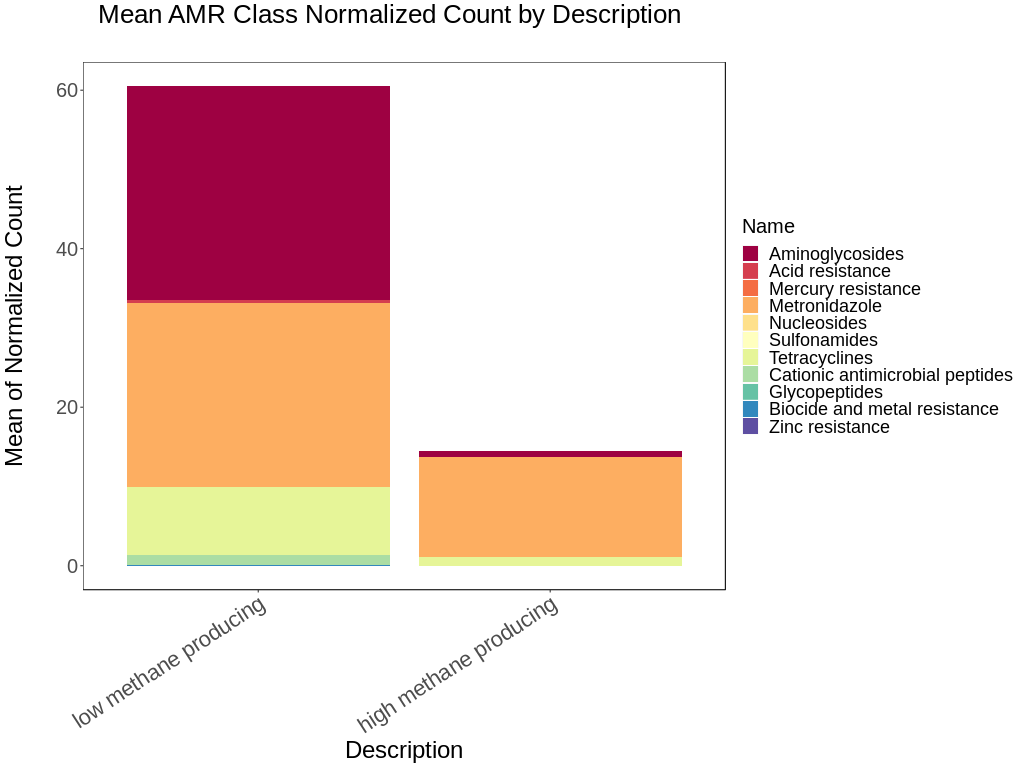 Mean AMR Class Normalized Count by Description
Mean of Normalized Count
60
40
20
0
low methane producing
high methane producing
Description
Name
Aminoglycosides
Acid resistance
Mercury resistance
Metronidazole
Nucleosides
Sulfonamides
Tetracyclines
Cationic antimicrobial peptides
Glycopeptides
Biocide and metal resistance
Zinc resistance